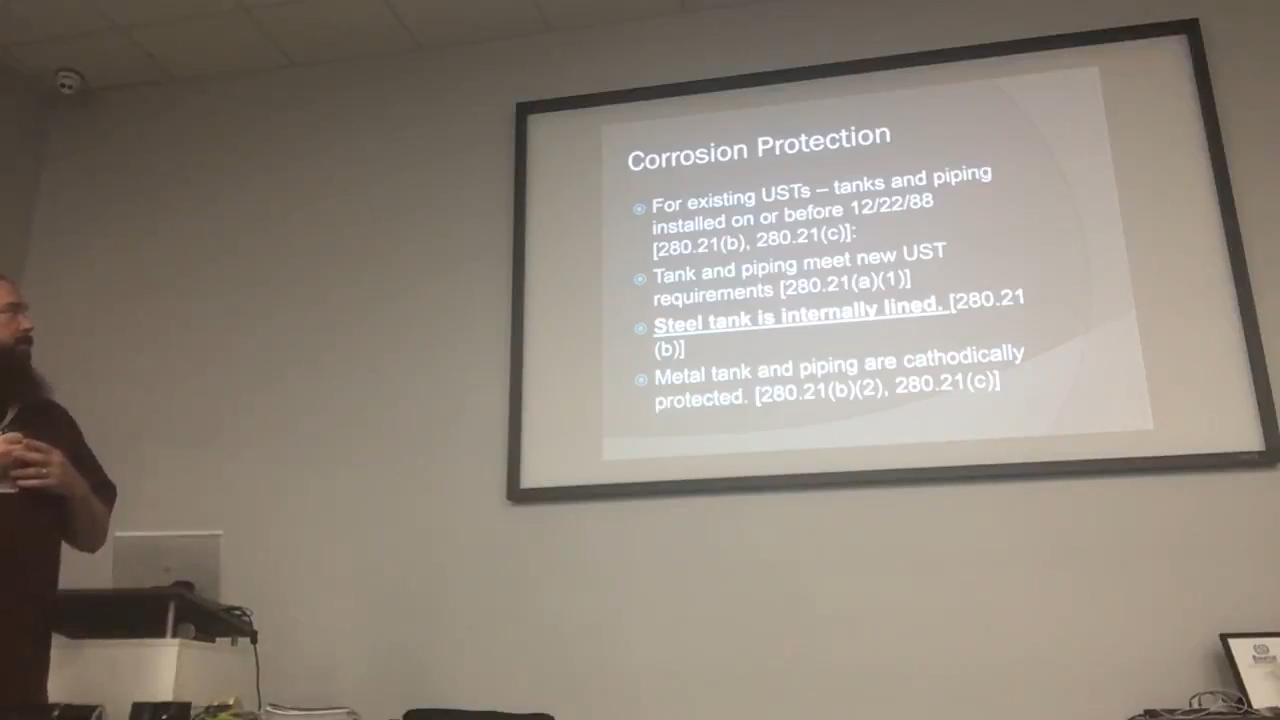 Corrosion Protection
For existing USTs – tanks and piping
installed on or before 12/22/88
[280.21(b), 280.21(c)]:
Tank and piping meet new UST
requirements [280.21(a)(1)]
Steel tank is internally lined. [280.21
(b)]
Metal tank and piping are cathodically
protected. [280.21(b)(2), 280.21(c)]